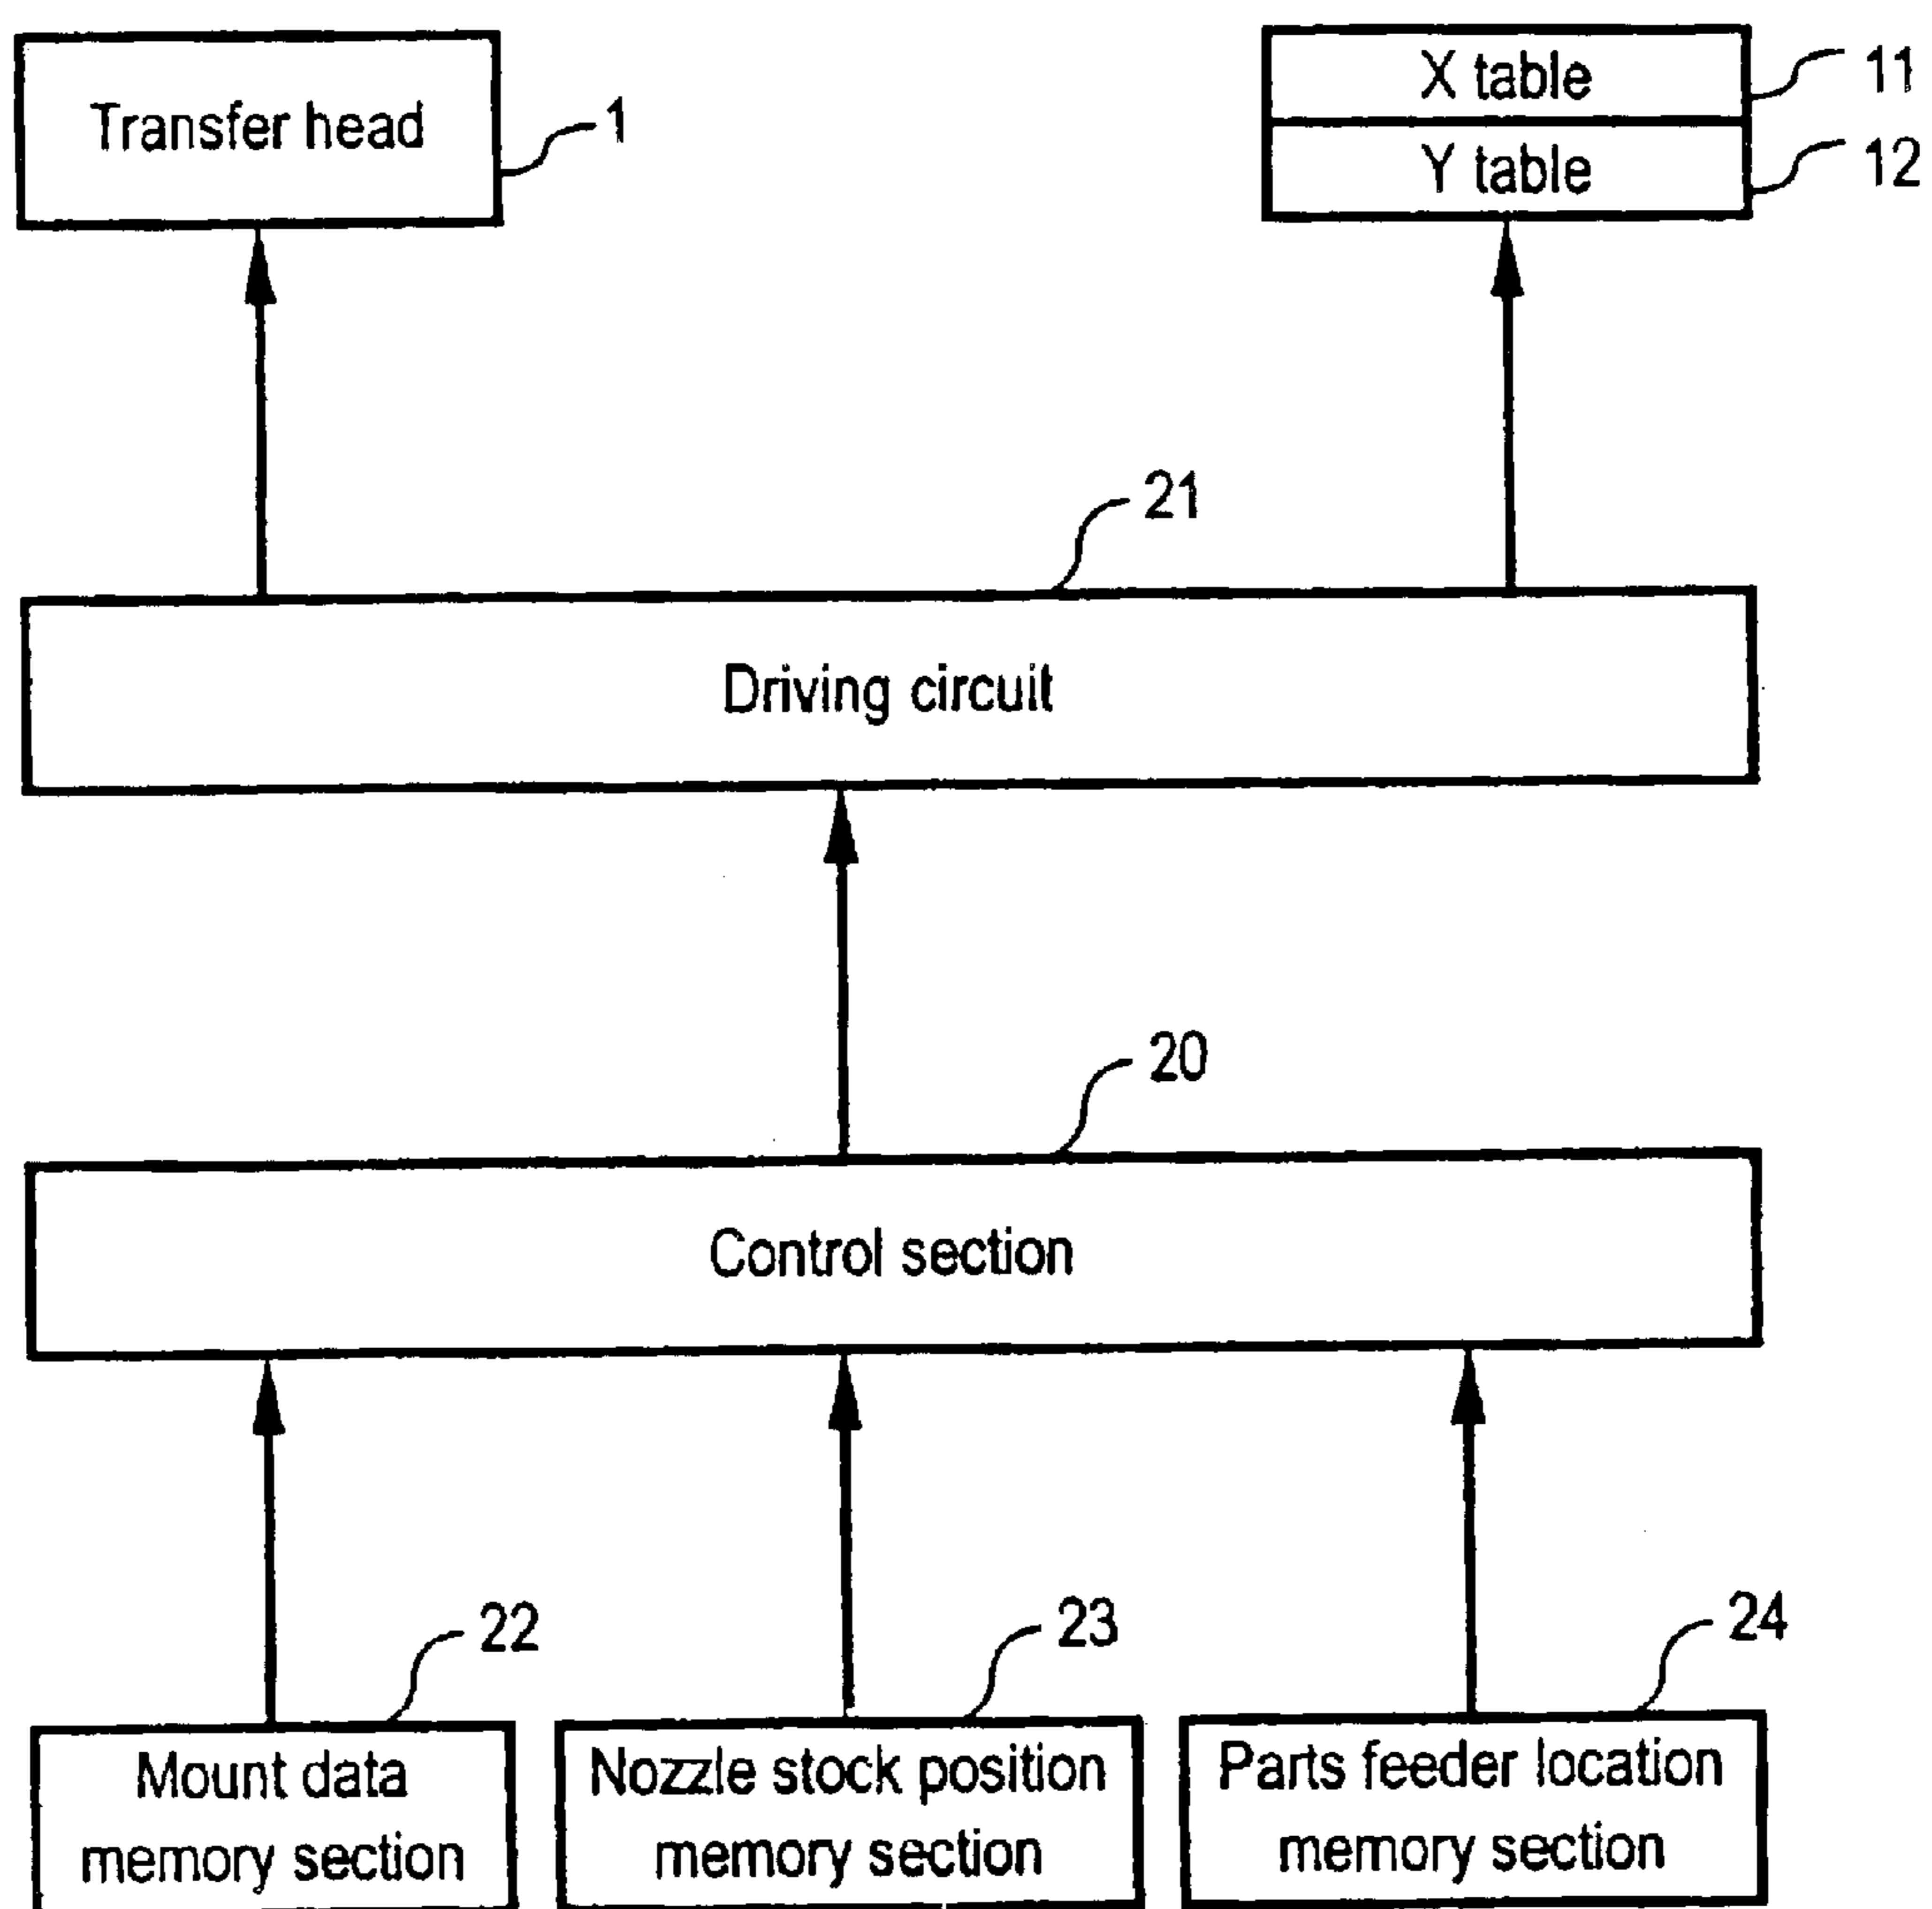 Transfer head
1
X table
11
Y table
12
21
Driving circuit
20
Control section
22
23
24
Mount data
memory section
Nozzle stock position
memory section
Parts feeder location
memory section